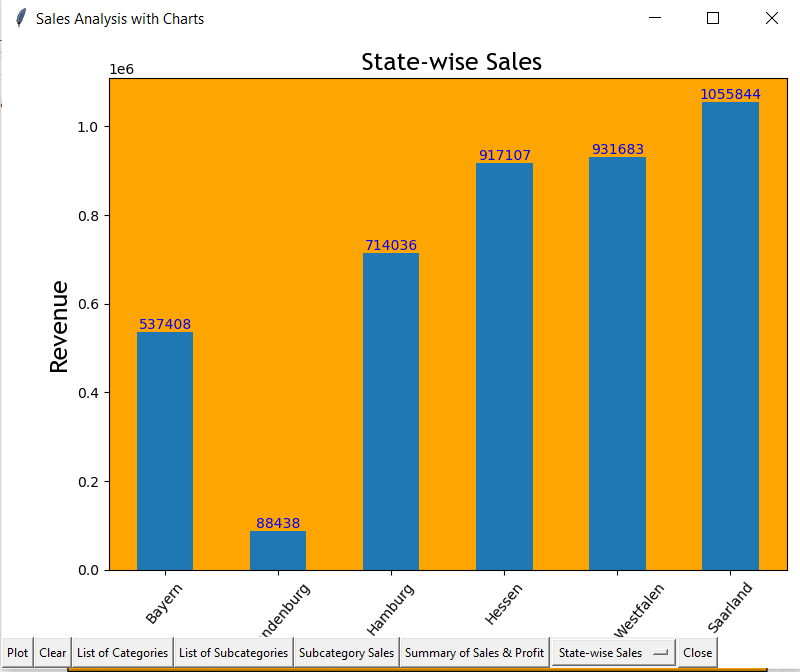 Sales Analysis with Charts
State-wise Sales
1e6
1055844
1.0
931683
917107
0.8
714036
0.6
Revenue
537408
0.4
0.2
88438
0.0
Bayern
ndenburg
Hamburg
Hessen
Westfalen
Saarland
Plot Clear List of Categories List of Subcategories Subcategory Sales Summary of Sales & Profit State-wise Sales Close